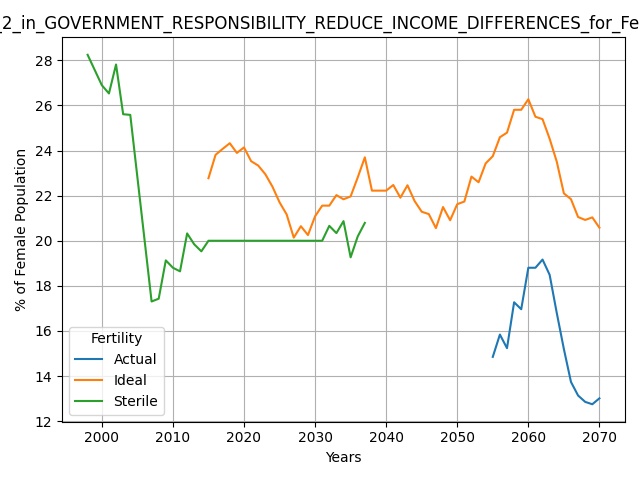 _2_in_GOVERNMENT_RESPONSIBILITY_REDUCE_INCOME_DIFFERENCES_for_Fe
% of Female Population
28
26
24
22
20
18
16
14
12
Fertility
Actual
Ideal
Sterile
2000
2010
2020
2030
2040
2050
2060
2070
Years